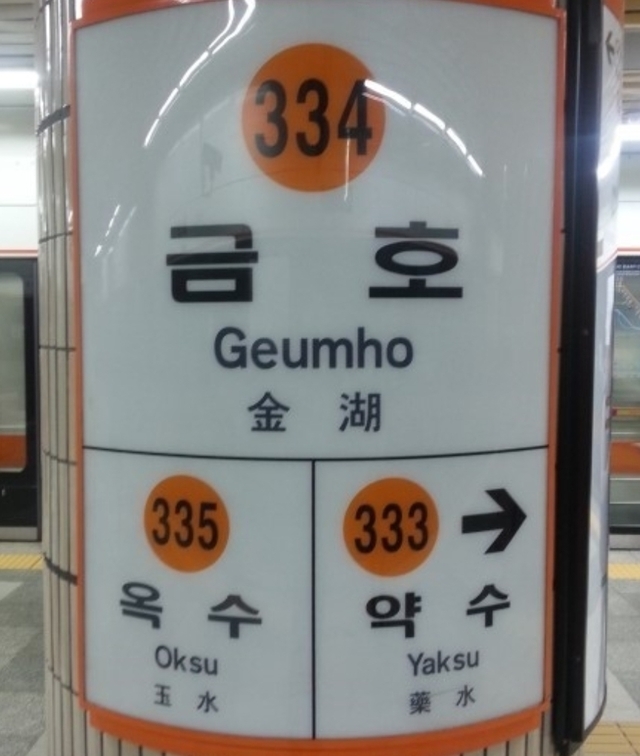 334
금 호
Geumho
金 湖
335
옥 수
Oksu
玉 水
333 →
약 수
Yaksu
藥 水